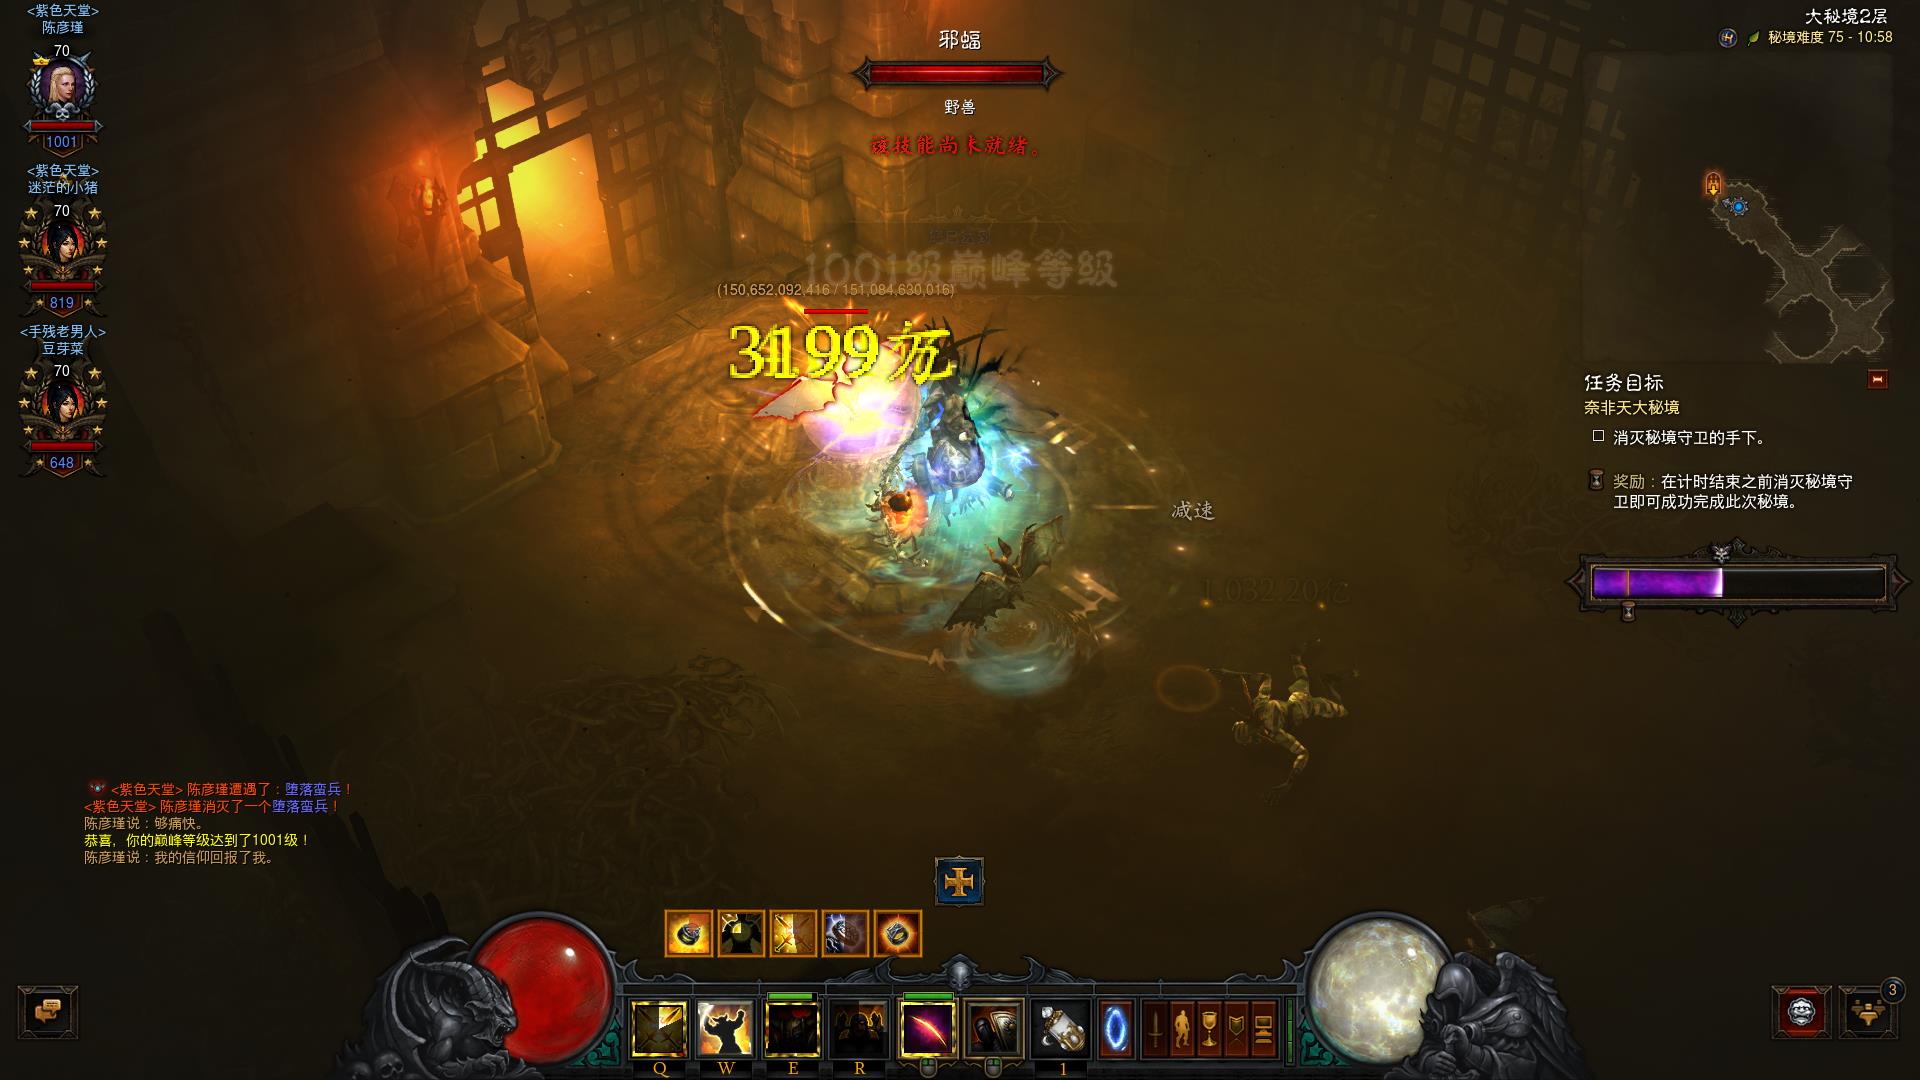 <紫色天堂>
陈彦瑾
70
1001
<紫色天堂>
迷茫的小猪
70
819
<手残老男人>
豆芽菜
70
648
邪蝠
野兽
该技能尚未就绪。
1001级巅峰等级
(150,652,092,416 / 151,084,630,016)
3199万
减速
1,032.20亿
大秘境2层
秘境难度 75 - 10:58
任务目标
奈非天大秘境
消灭秘境守卫的手下。
奖励：在计时结束之前消灭秘境守
卫即可成功完成此次秘境。
<紫色天堂> 陈彦瑾遭遇了：堕落蛮兵！
<紫色天堂> 陈彦瑾消灭了一个堕落蛮兵！
陈彦瑾说：够痛快。
恭喜，你的巅峰等级达到了1001级！
陈彦瑾说：我的信仰回报了我。
Q W E R 1
3